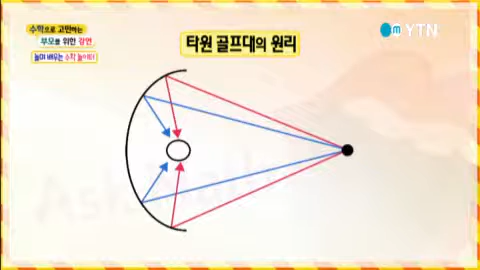 수학으로 고민하는
부모를 위한 강연
놀며 배우는 수학 놀이터!
타원 골프대의 원리
YTN